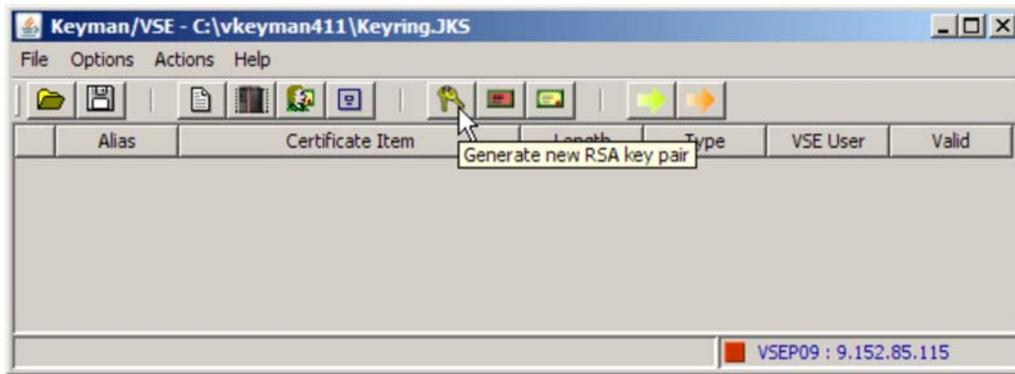 Keyman/VSE - C:\vkeyman411\Keyring.JKS
File Options Actions Help
Alias Certificate Item Length Type VSE User Valid
Generate new RSA key pair
VSEP09 : 9.152.85.115